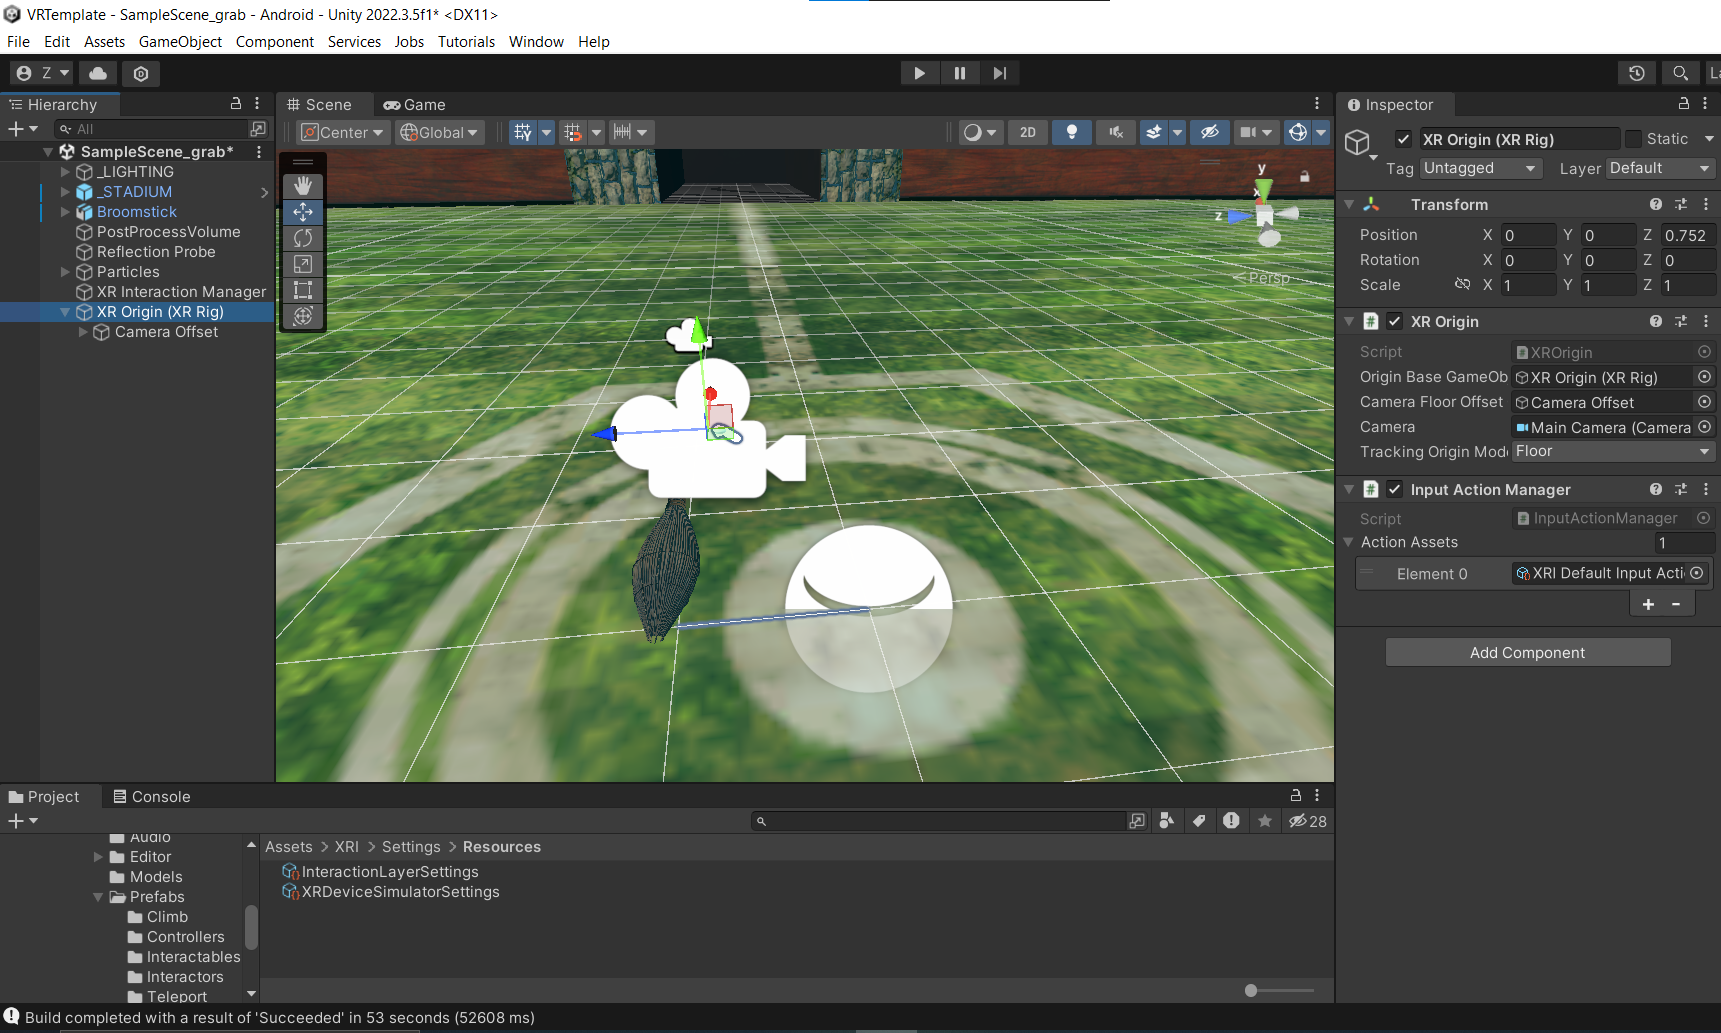 VRTemplate - SampleScene_grab - Android - Unity 2022.3.5f1* <DX11>
File Edit Assets GameObject Component Services Jobs Tutorials Window Help
Z
Hierarchy
All
SampleScene_grab*
_LIGHTING
_STADIUM
Broomstick
PostProcessVolume
Reflection Probe
Particles
XR Interaction Manager
XR Origin (XR Rig)
Camera Offset
Scene Game
Center Global 2D
y
x
z
Persp
Inspector
XR Origin (XR Rig) Static
Tag Untagged Layer Default
Transform
Position X 0 Y 0 Z 0.752
Rotation X 0 Y 0 Z 0
Scale X 1 Y 1 Z 1
XR Origin
Script XROrigin
Origin Base GameOb XR Origin (XR Rig)
Camera Floor Offset Camera Offset
Camera Main Camera (Camera
Tracking Origin Mod Floor
Input Action Manager
Script InputActionManager
Action Assets 1
Element 0 XRI Default Input Acti
+ -
Add Component
Project Console
28
Audio
Editor
Models
Prefabs
Climb
Controllers
Interactables
Interactors
Teleport
Assets > XRI > Settings > Resources
InteractionLayerSettings
XRDeviceSimulatorSettings
Build completed with a result of 'Succeeded' in 53 seconds (52608 ms)